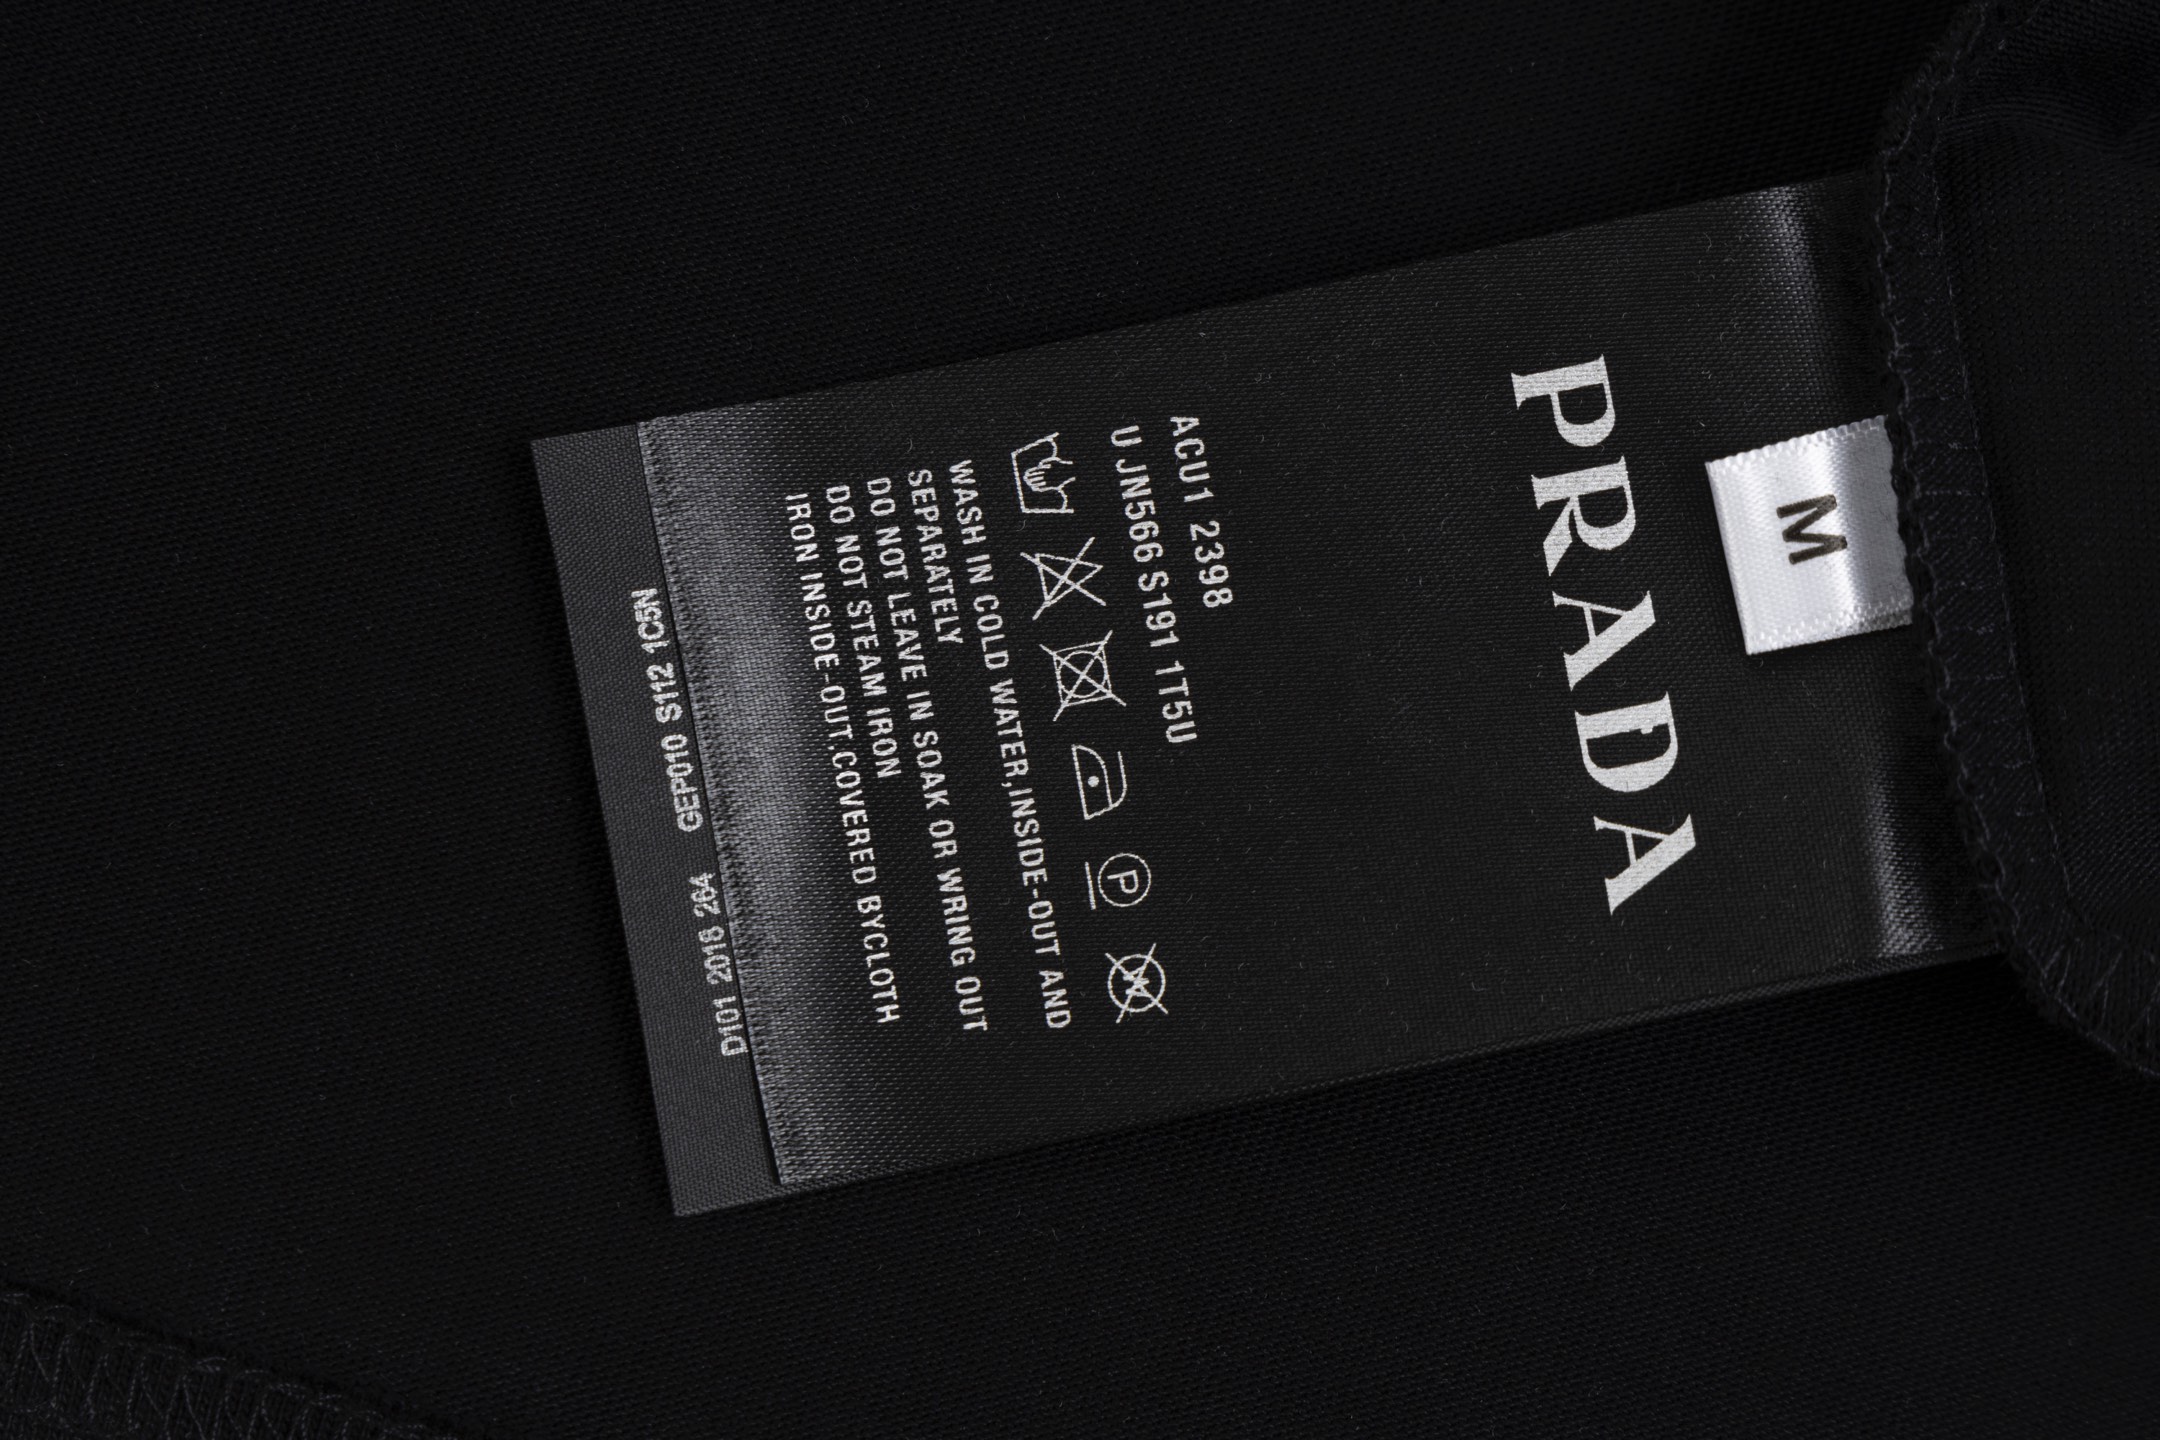 M
PRADA
ACU1 2398
UJN566 S191 1T5U
P
WASH IN COLD WATER,INSIDE-OUT AND
SEPARATELY
DO NOT LEAVE IN SOAK OR WRING OUT
DO NOT STEAM IRON
IRON INSIDE-OUT.COVERED BYCLOTH
GEP010 S112 1C5N
D101 2018 264